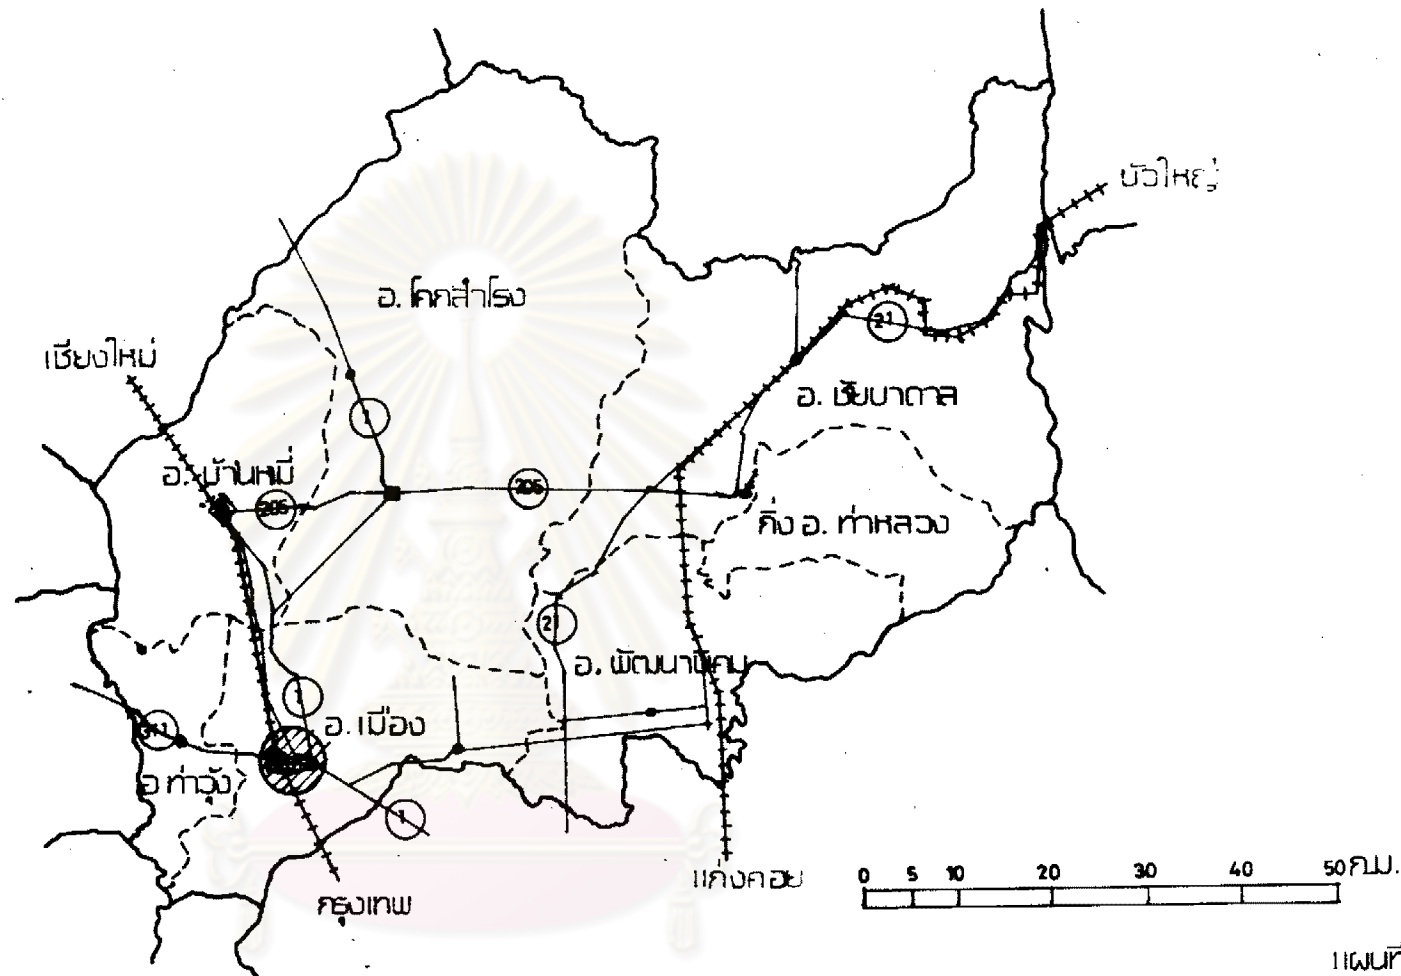 บัวใหญ่
อ. โคกสำโรง
21
เชียงใหม่
อ. ชัยบาดาล
1
อ. บ้านหมี่
205
205
กิ่ง อ. ท่าหลวง
21
อ. พัฒนานิคม
1
อ. เมือง
311
อ ท่าวุ้ง
1
แก่งคอย
0 5 10 20 30 40 50 ก.ม.
กรุงเทพ
แผนที่